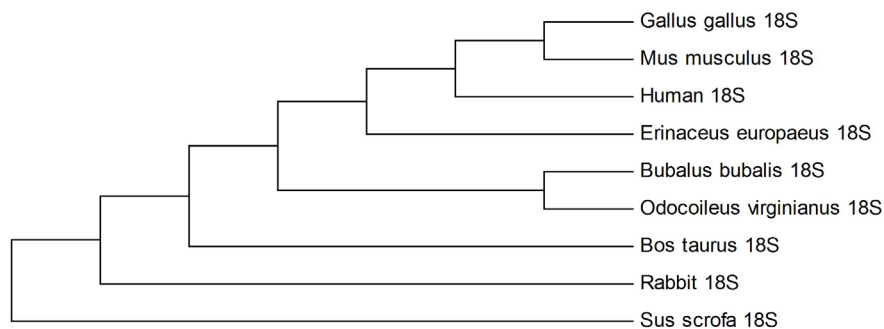 Gallus gallus 18S
Mus musculus 18S
Human 18S
Erinaceus europaeus 18S
Bubalus bubalis 18S
Odocoileus virginianus 18S
Bos taurus 18S
Rabbit 18S
Sus scrofa 18S